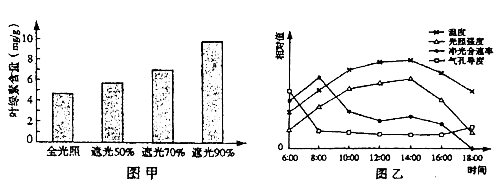 叶绿素含量（mg/g）
10
8
6
4
2
0
全光照 遮光50% 遮光70% 遮光90%
图甲
相对值
温度
光照强度
净光合速率
气孔导度
0
6:00 8:00 10:00 12:00 14:00 16:00 18:00
时间
图乙